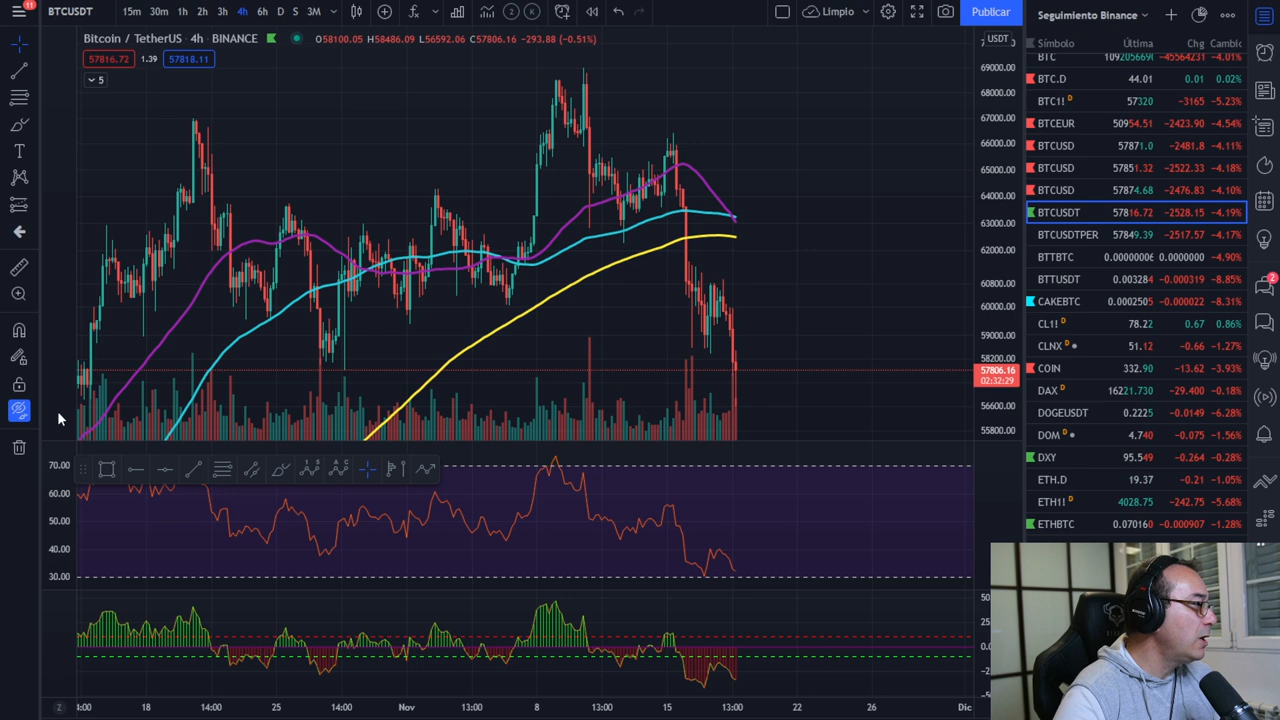 11 BTCUSDT 15m 30m 1h 2h 3h 4h 6h D S 3M 2 K Limpio Publicar Seguimiento Binance
Bitcoin / TetherUS · 4h · BINANCE O58100.05 H58486.09 L56592.06 C57806.16 −293.88 (−0.51%) USDT
57816.72 1.39 57818.11
5
69000.00
68000.00
67000.00
66000.00
65000.00
64000.00
63000.00
62000.00
60800.00
60000.00
59000.00
58200.00
57806.16
02:32:29
56600.00
55800.00
70.00
60.00
50.00
40.00
30.00
Z 18 14:00 25 14:00 Nov 13:00 8 13:00 15 13:00 22 26 Dic
Símbolo Última Chg Cambic
BTC −4.01%
BTC.D 44.01 0.01 0.02%
BTC1! D 57320 −3165 −5.23%
BTCEUR 50954.51 −2423.90 −4.54%
BTCUSD 57871.0 −2481.8 −4.11%
BTCUSD 57851.32 −2522.33 −4.18%
BTCUSD 57874.68 −2476.83 −4.10%
BTCUSDT 57816.72 −2528.15 −4.19%
BTCUSDTPER 57849.39 −2517.57 −4.17%
BTTBTC 0.0000000 0.000000 −4.90%
BTTUSDT 0.003284 −0.000319 −8.85%
CAKEBTC 0.0002505 −0.000022 −8.31%
CL1! D 78.22 0.67 0.86%
CLNX D 51.12 −0.66 −1.27%
COIN 332.90 −13.62 −3.93%
DAX D 16221.730 −29.400 −0.18%
DOGEUSDT 0.2225 −0.0149 −6.28%
DOM D 4.740 −0.075 −1.56%
DXY 95.549 −0.264 −0.28%
ETH.D 19.37 −0.21 −1.05%
ETH1! D 4028.75 −242.75 −5.68%
ETHBTC 0.070160 −0.000907 −1.28%
2